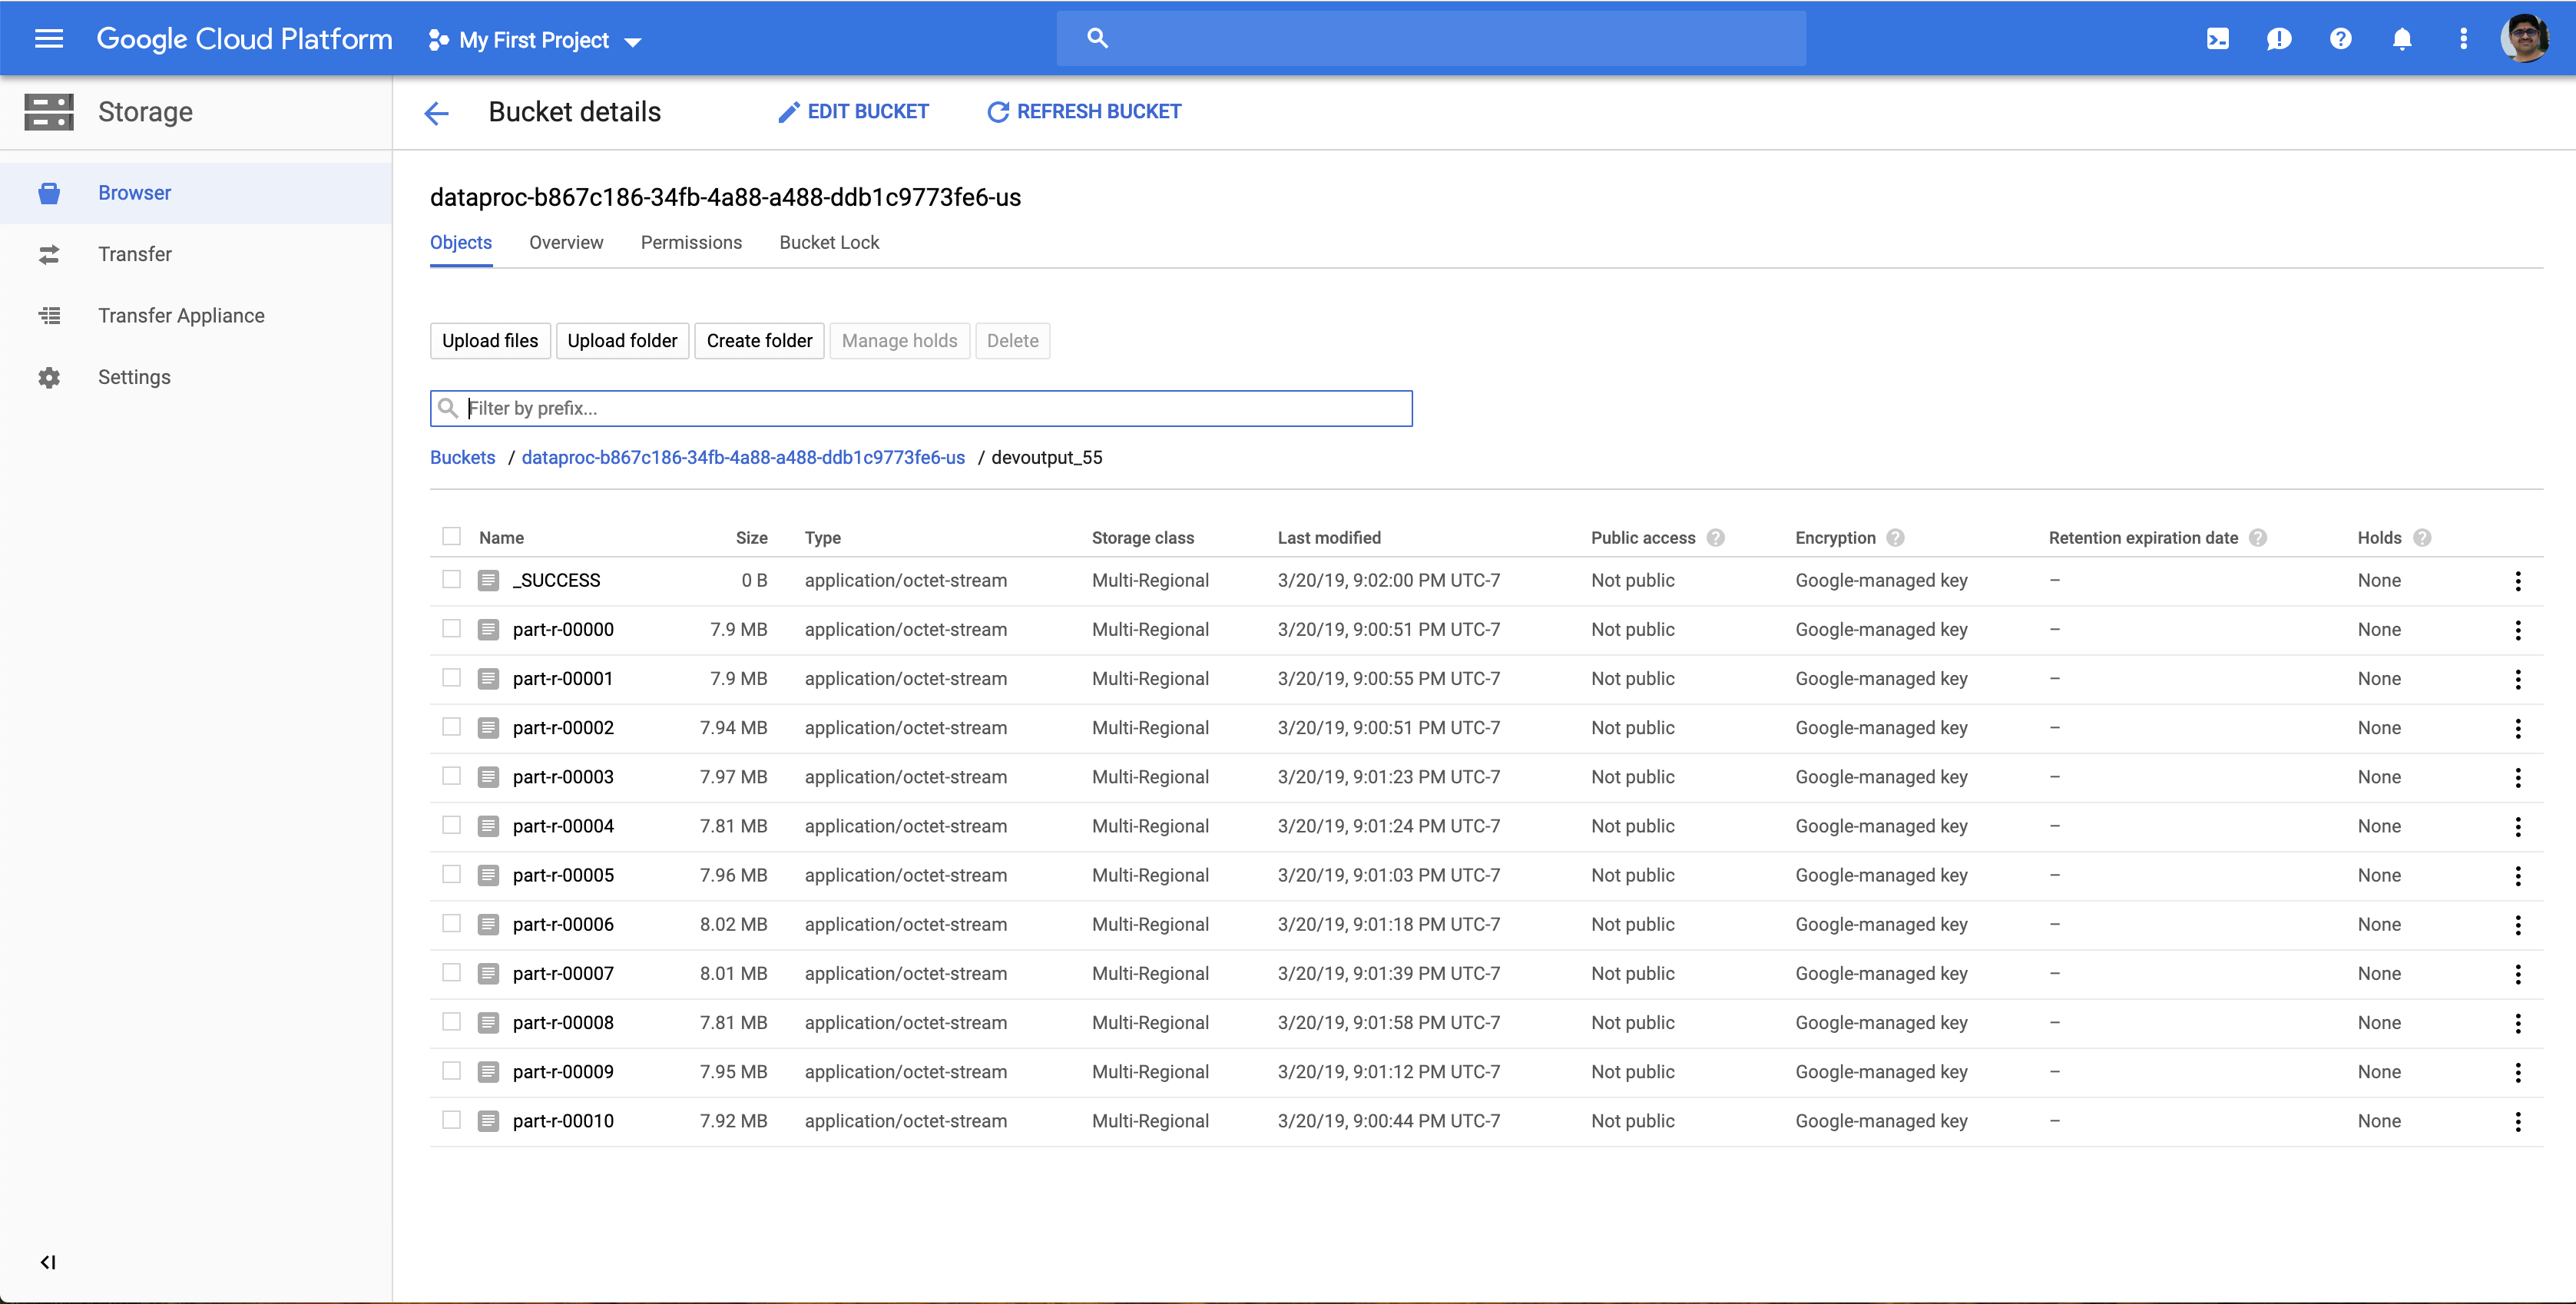 Google Cloud Platform My First Project
Storage Bucket details EDIT BUCKET REFRESH BUCKET
Browser
Transfer
Transfer Appliance
Settings
dataproc-b867c186-34fb-4a88-a488-ddb1c9773fe6-us
Objects Overview Permissions Bucket Lock
Upload files Upload folder Create folder Manage holds Delete
Filter by prefix...
Buckets / dataproc-b867c186-34fb-4a88-a488-ddb1c9773fe6-us / devoutput_55
Name Size Type Storage class Last modified Public access ? Encryption ? Retention expiration date ? Holds ?
_SUCCESS 0 B application/octet-stream Multi-Regional 3/20/19, 9:02:00 PM UTC-7 Not public Google-managed key – None
part-r-00000 7.9 MB application/octet-stream Multi-Regional 3/20/19, 9:00:51 PM UTC-7 Not public Google-managed key – None
part-r-00001 7.9 MB application/octet-stream Multi-Regional 3/20/19, 9:00:55 PM UTC-7 Not public Google-managed key – None
part-r-00002 7.94 MB application/octet-stream Multi-Regional 3/20/19, 9:00:51 PM UTC-7 Not public Google-managed key – None
part-r-00003 7.97 MB application/octet-stream Multi-Regional 3/20/19, 9:01:23 PM UTC-7 Not public Google-managed key – None
part-r-00004 7.81 MB application/octet-stream Multi-Regional 3/20/19, 9:01:24 PM UTC-7 Not public Google-managed key – None
part-r-00005 7.96 MB application/octet-stream Multi-Regional 3/20/19, 9:01:03 PM UTC-7 Not public Google-managed key – None
part-r-00006 8.02 MB application/octet-stream Multi-Regional 3/20/19, 9:01:18 PM UTC-7 Not public Google-managed key – None
part-r-00007 8.01 MB application/octet-stream Multi-Regional 3/20/19, 9:01:39 PM UTC-7 Not public Google-managed key – None
part-r-00008 7.81 MB application/octet-stream Multi-Regional 3/20/19, 9:01:58 PM UTC-7 Not public Google-managed key – None
part-r-00009 7.95 MB application/octet-stream Multi-Regional 3/20/19, 9:01:12 PM UTC-7 Not public Google-managed key – None
part-r-00010 7.92 MB application/octet-stream Multi-Regional 3/20/19, 9:00:44 PM UTC-7 Not public Google-managed key – None